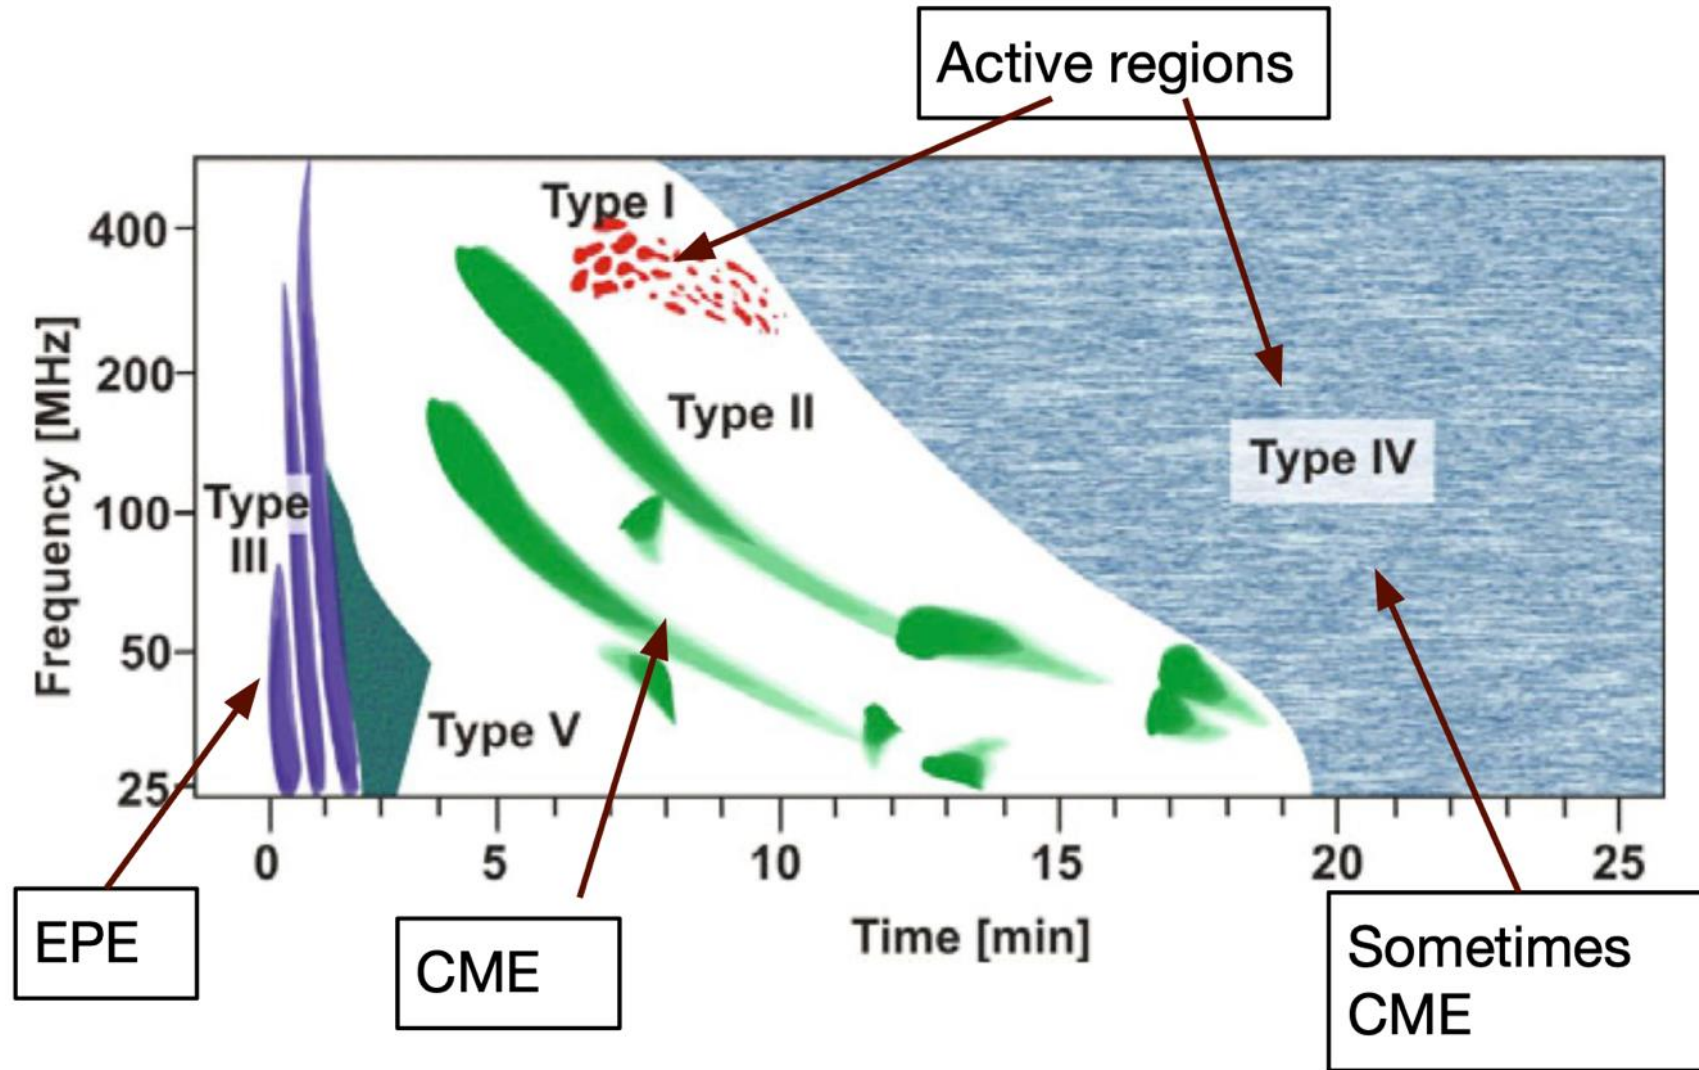 Active regions
Type I
400
Type II
200
Type IV
Type
III
100
50
Type V
25
Frequency [MHz]
0
5
10
15
20
25
Time [min]
EPE
CME
Sometimes
CME